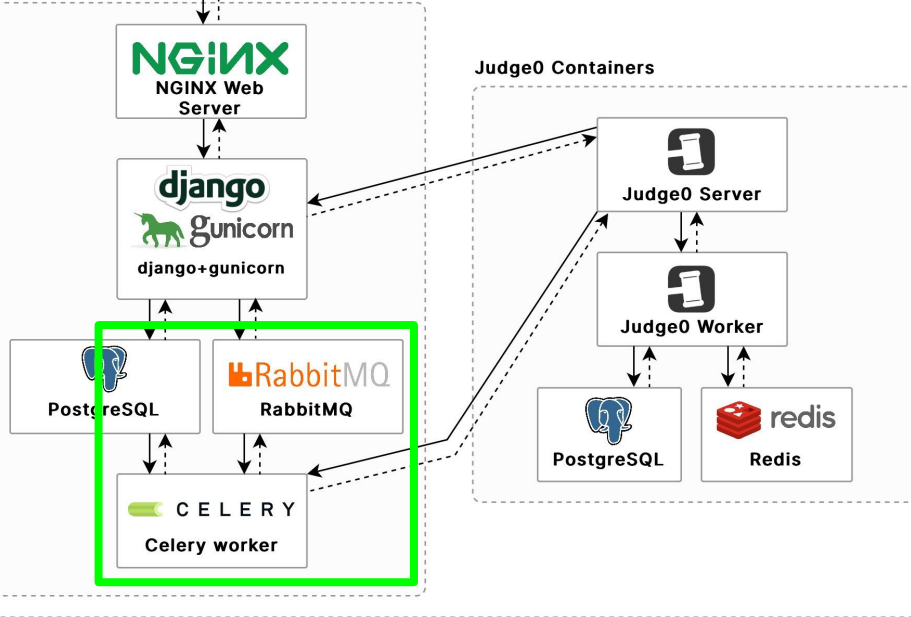 NGiNX
NGINX Web
Server
Judge0 Containers
django
gunicorn
django+gunicorn
Judge0 Server
Judge0 Worker
PostgreSQL
RabbitMQ
RabbitMQ
redis
PostgreSQL
Redis
CELERY
Celery worker